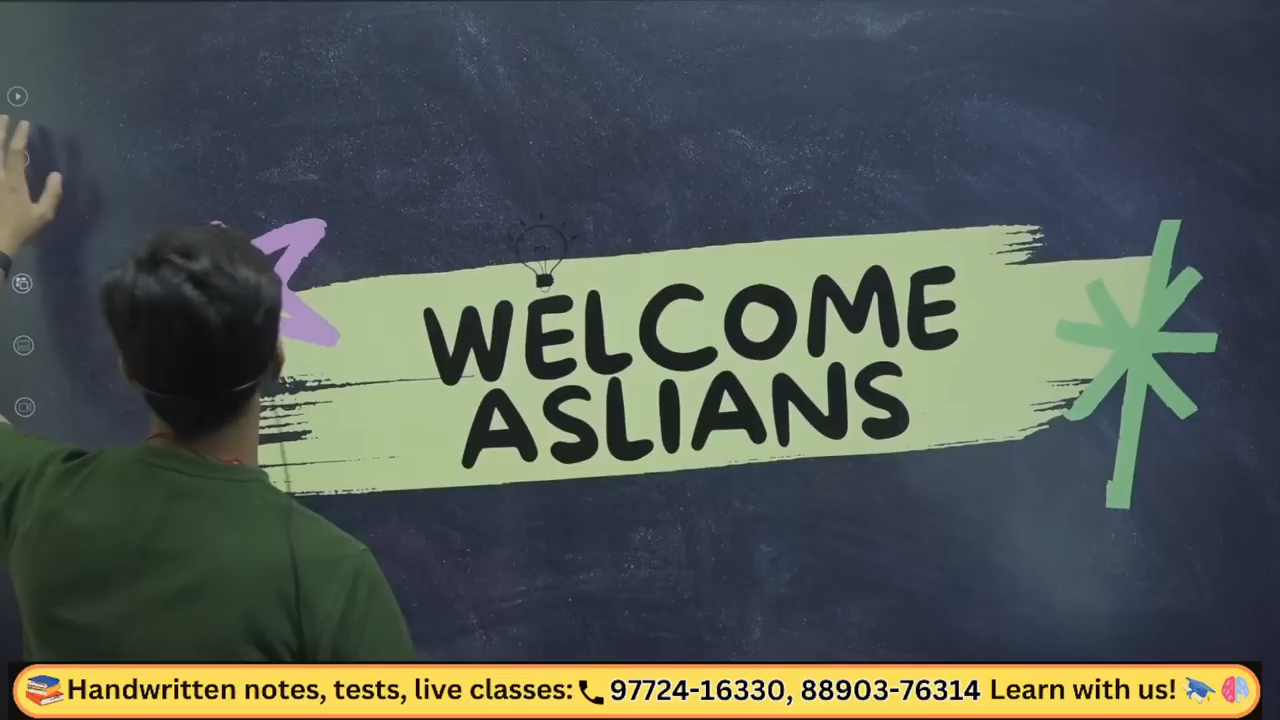 WELCOME
ASLIANS
Handwritten notes, tests, live classes: 97724-16330, 88903-76314 Learn with us!